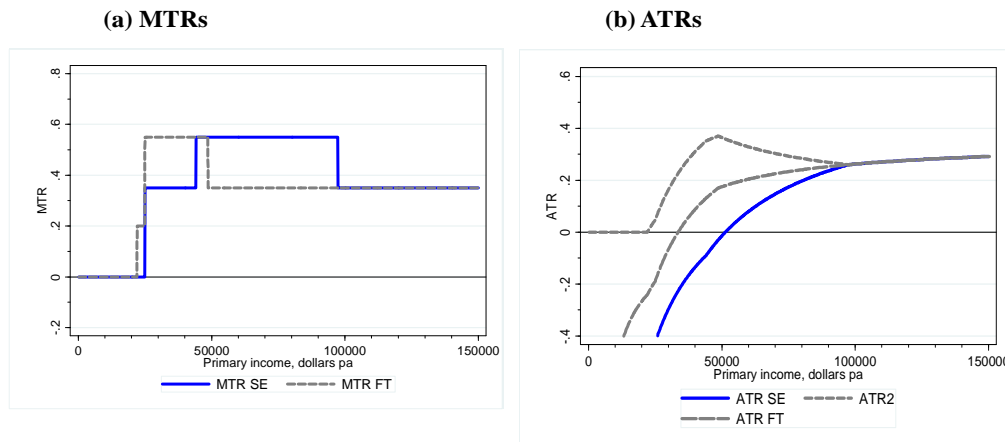 (a) MTRs
(b) ATRs
MTR
.8
.6
.4
.2
0
-.2
0
50000
100000
150000
Primary income, dollars pa
MTR SE
MTR FT
ATR
.6
.4
.2
0
-.2
-.4
0
50000
100000
150000
Primary income, dollars pa
ATR SE
ATR2
ATR FT